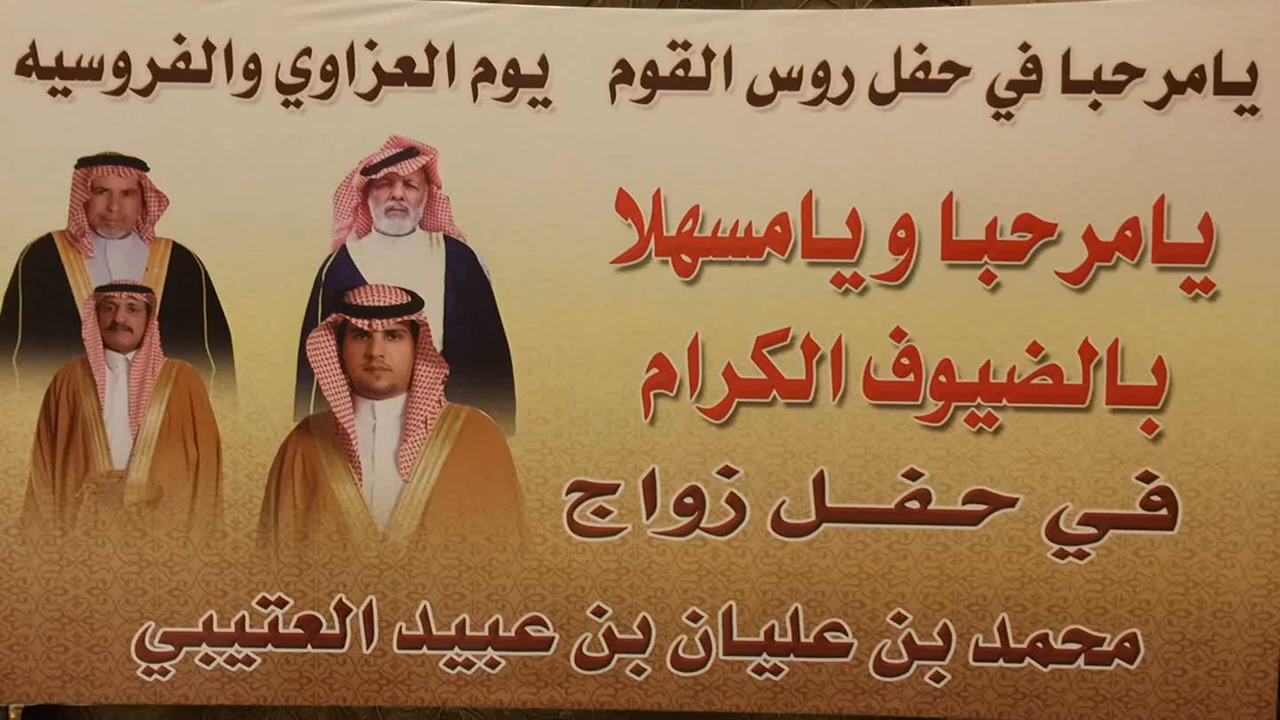 يامرحبا في حفل روس القوم يوم العزاوي والفروسيه
يامرحبا ويامسهلا
بالضيوف الكرام
في حفل زواج
محمد بن عليان بن عبيد العتيبي